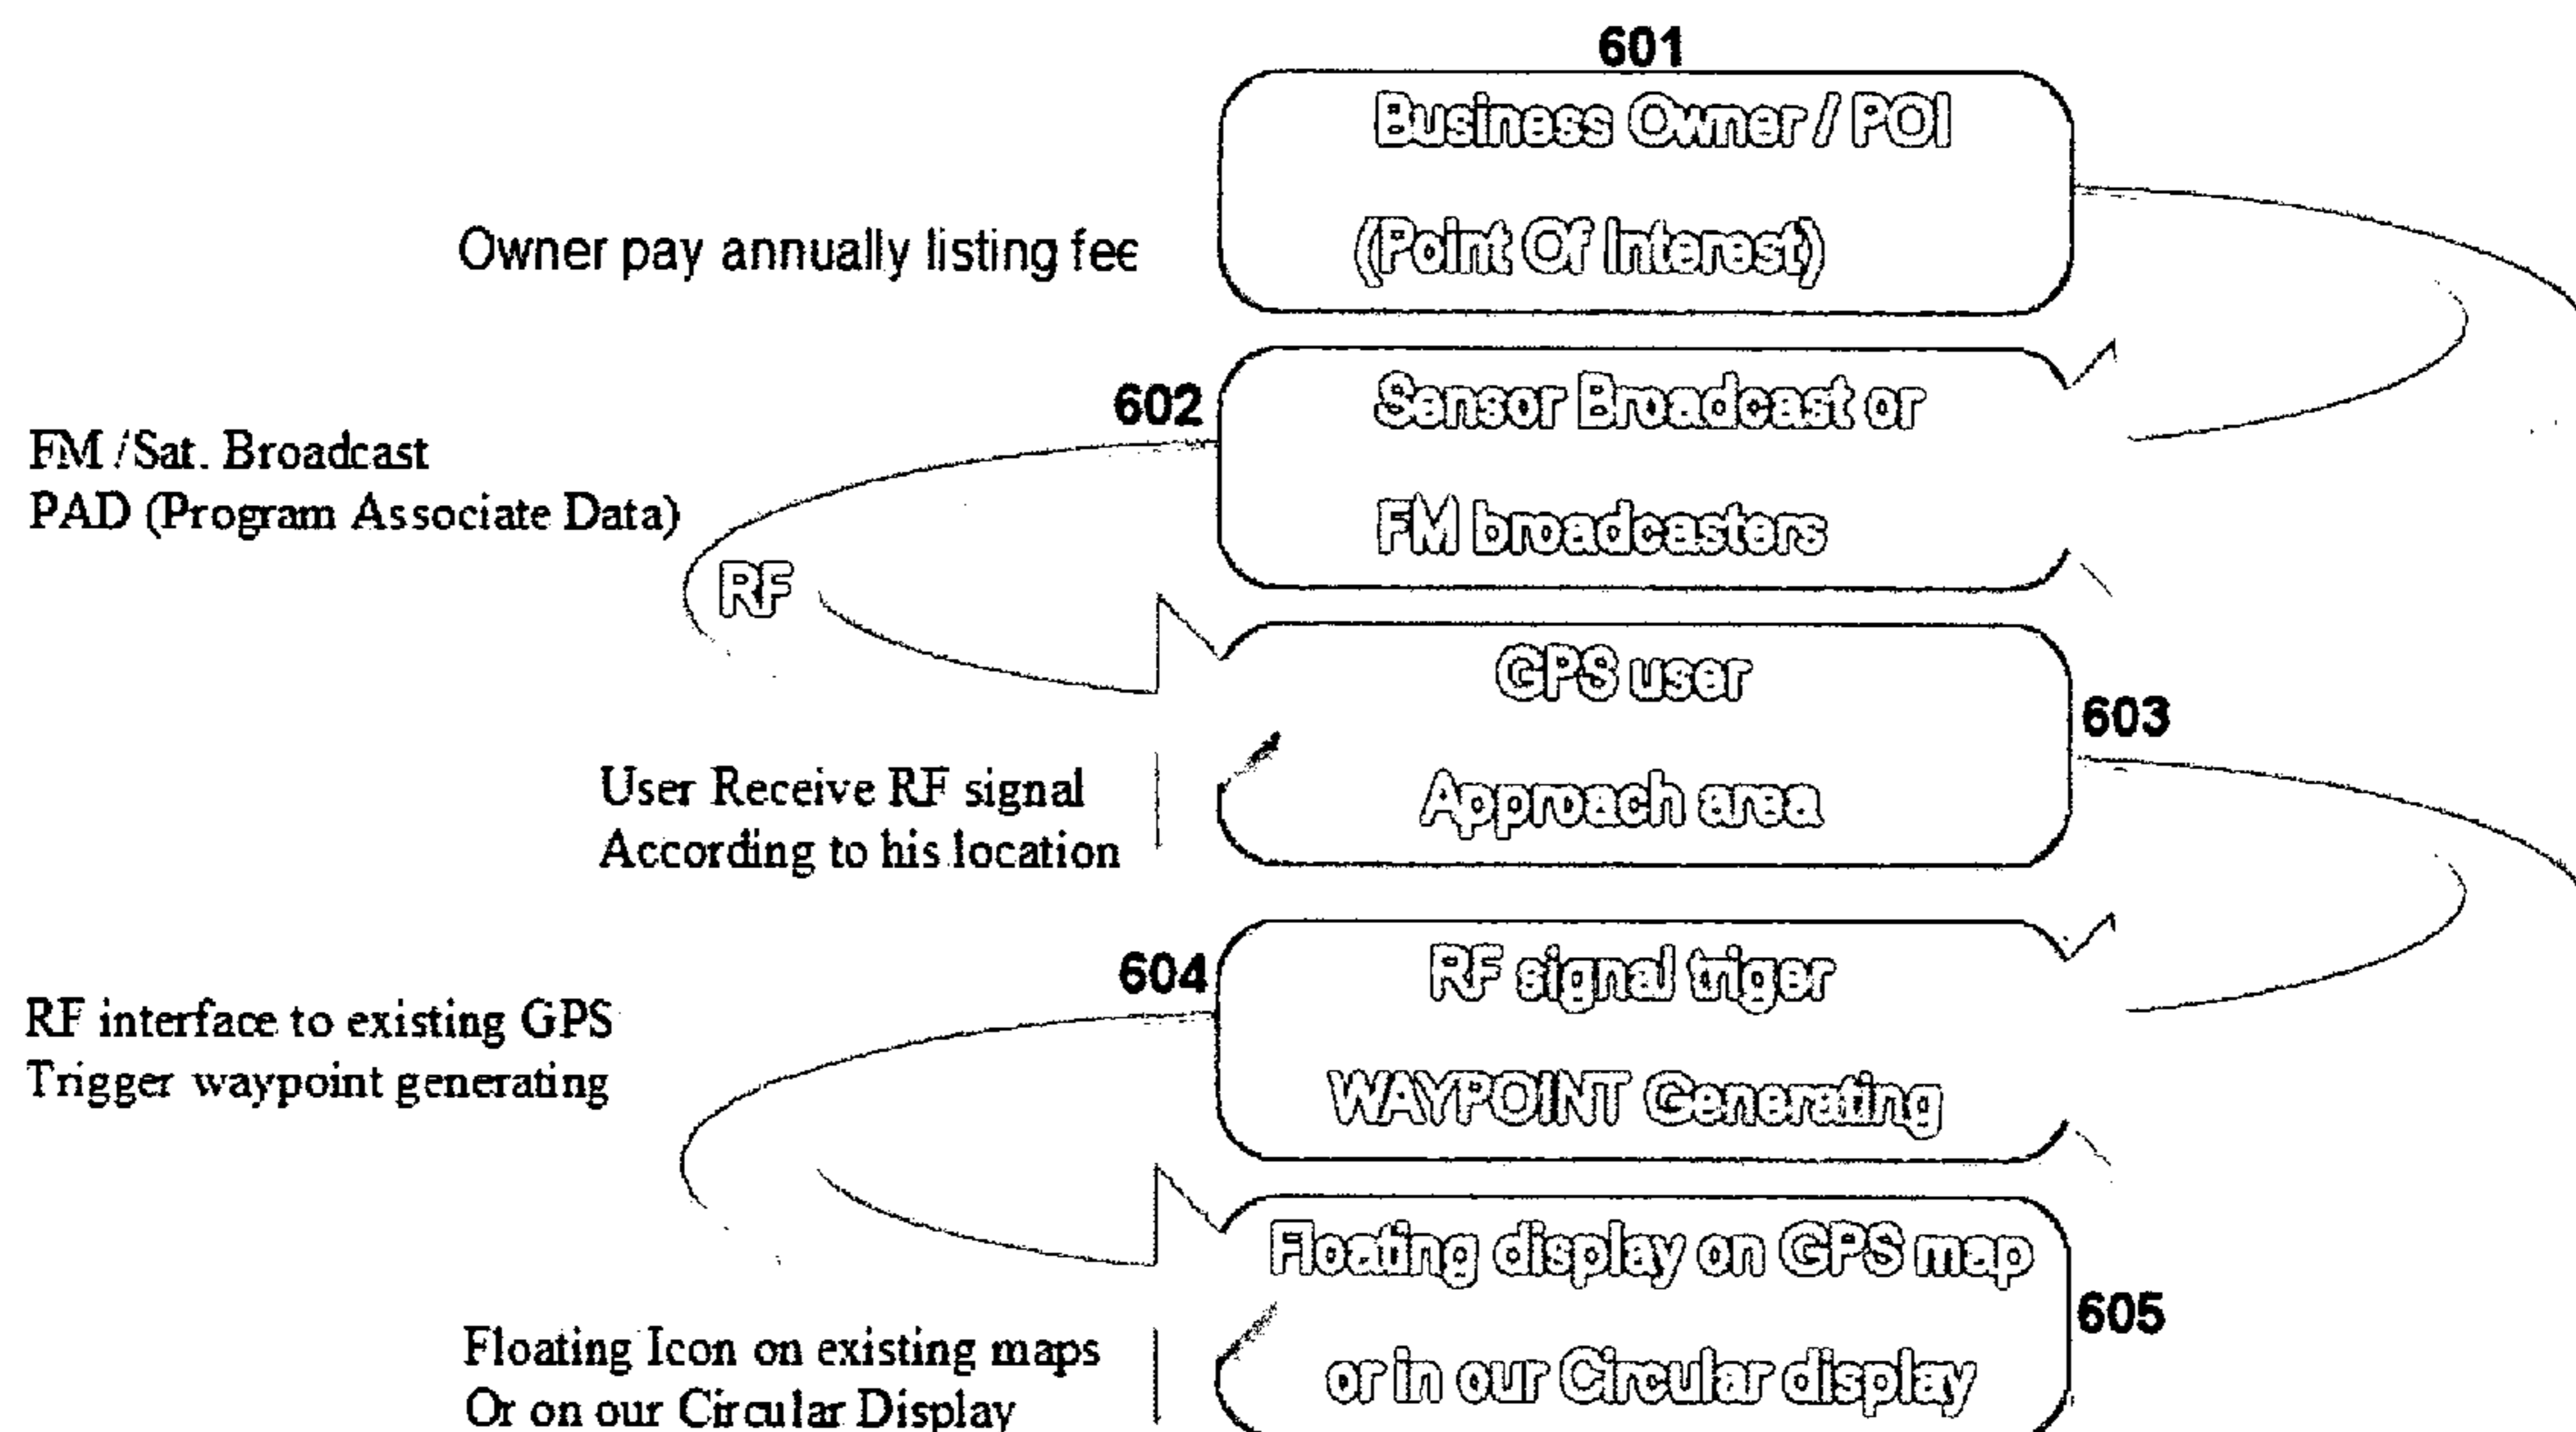 601
Business Owner / POI
(Point Of Interest)
Owner pay annually listing fee
602
Sensor Broadcast or
FM broadcasters
FM /Sat. Broadcast
PAD (Program Associate Data)
RF
GPS user
Approach area
603
User Receive RF signal
According to his location
604
RF signal triger
WAYPOINT Generating
RF interface to existing GPS
Trigger waypoint generating
Floating display on GPS map
or in our Circular display
605
Floating Icon on existing maps
Or on our Circular Display